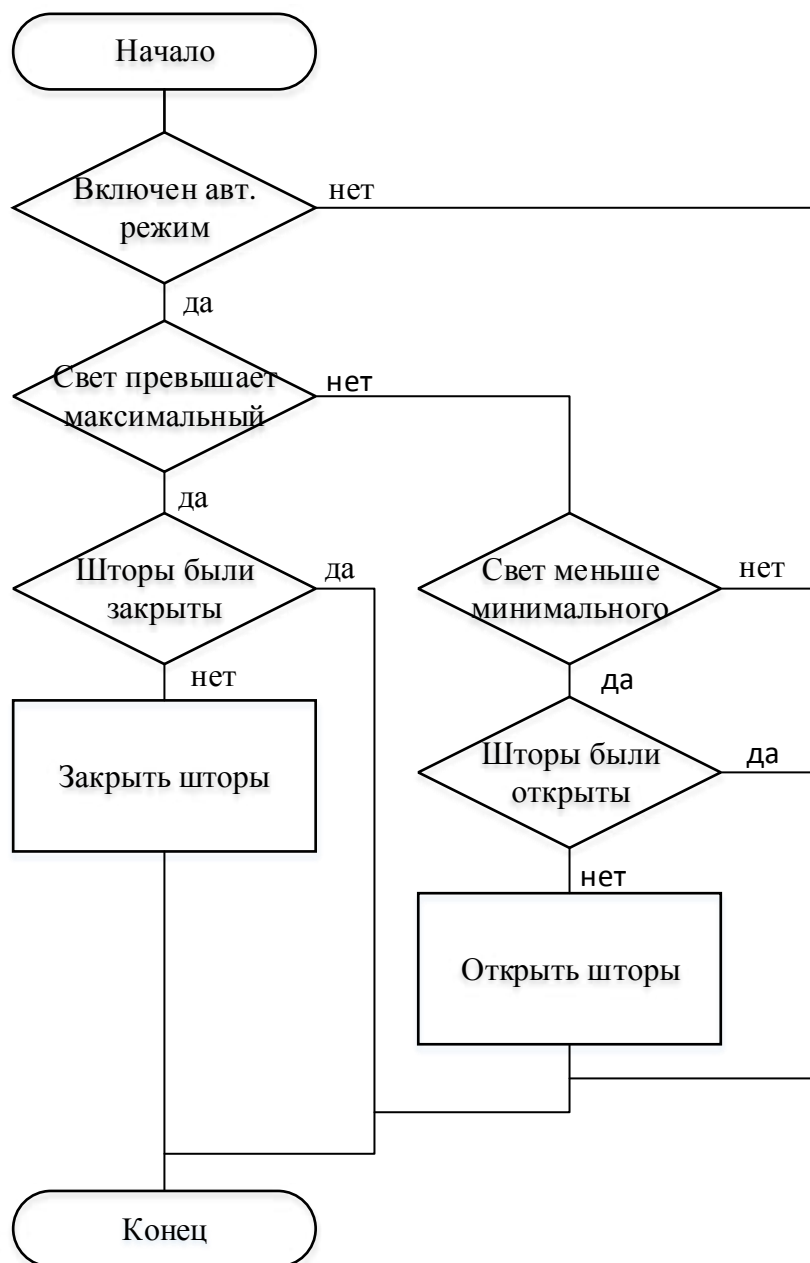 Начало
Включен авт.
режим
нет
да
Свет превышает
максимальный
нет
да
Шторы были
закрыты
да
Свет меньше
минимального
нет
нет
да
Закрыть шторы
Шторы были
открыты
да
нет
Открыть шторы
Конец